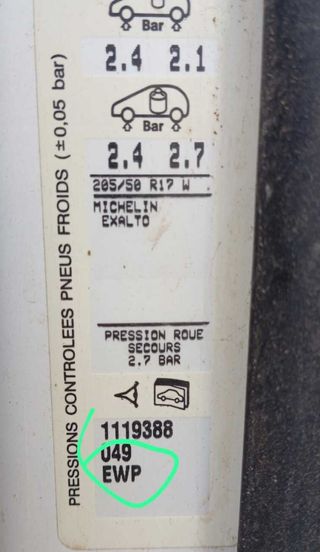 Bar
2.4 2.1
Bar
2.4 2.7
205/50 R17 W
MICHELIN
EXALTO
PRESSION ROUE
SECOURS
2.7 BAR
1119388
U49
EWP
PRESSIONS CONTROLEES PNEUS FROIDS (±0,05 bar)